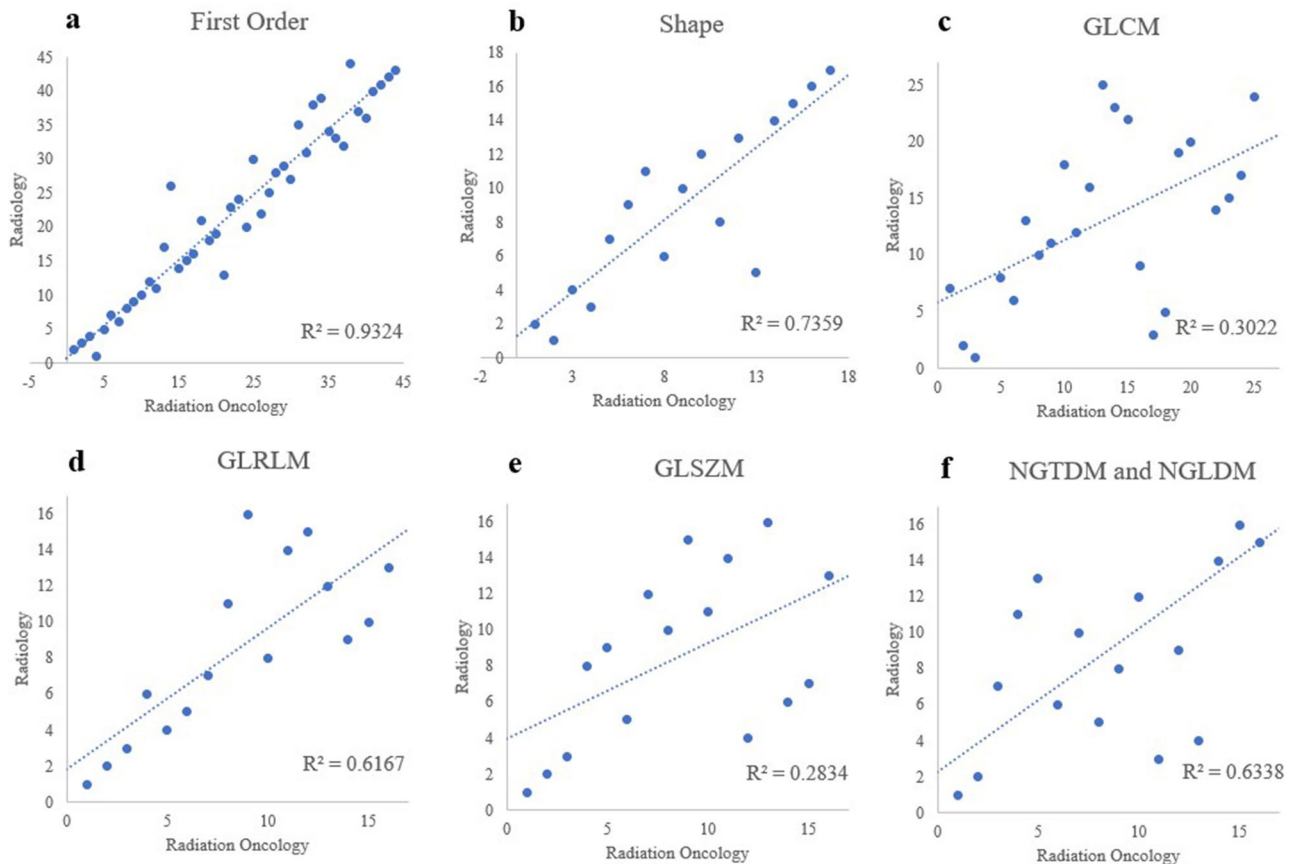 a First Order
45
40
35
30
25
20
15
10
5
0
-5 5 15 25 35 45
Radiology
Radiation Oncology
R² = 0.9324
b Shape
18
16
14
12
10
8
6
4
2
0
-2 3 8 13 18
Radiology
Radiation Oncology
R² = 0.7359
c GLCM
25
20
15
10
5
0
0 5 10 15 20 25
Radiology
Radiation Oncology
R² = 0.3022
d GLRLM
16
14
12
10
8
6
4
2
0
0 5 10 15
Radiology
Radiation Oncology
R² = 0.6167
e GLSZM
16
14
12
10
8
6
4
2
0
0 5 10 15
Radiology
Radiation Oncology
R² = 0.2834
f NGTDM and NGLDM
16
14
12
10
8
6
4
2
0
0 5 10 15
Radiology
Radiation Oncology
R² = 0.6338